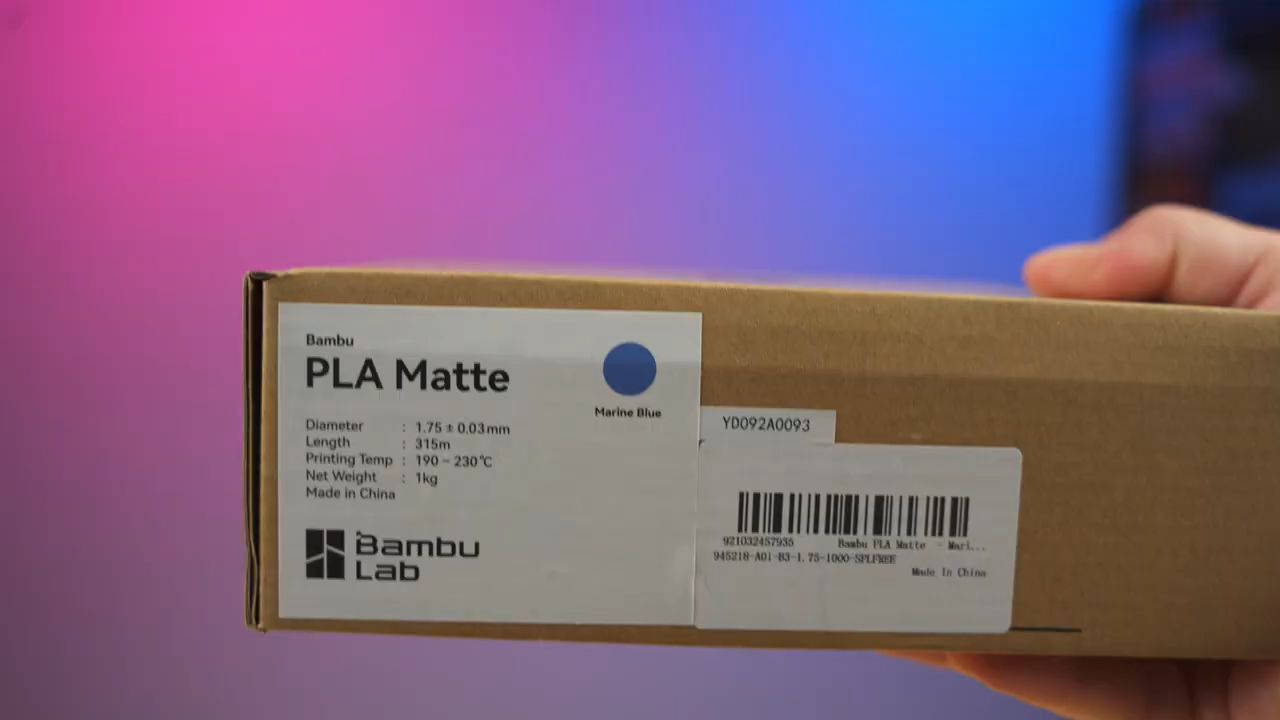 Bambu
PLA Matte
Marine Blue
Diameter : 1.75 ± 0.03mm
Length : 315m
Printing Temp : 190 – 230℃
Net Weight : 1kg
Made in China
Bambu
Lab
YD092A0093
921032457935 Bambu PLA Matte - Mari...
945218-A01-B3-1.75-1000-SPLFREE
Made In China